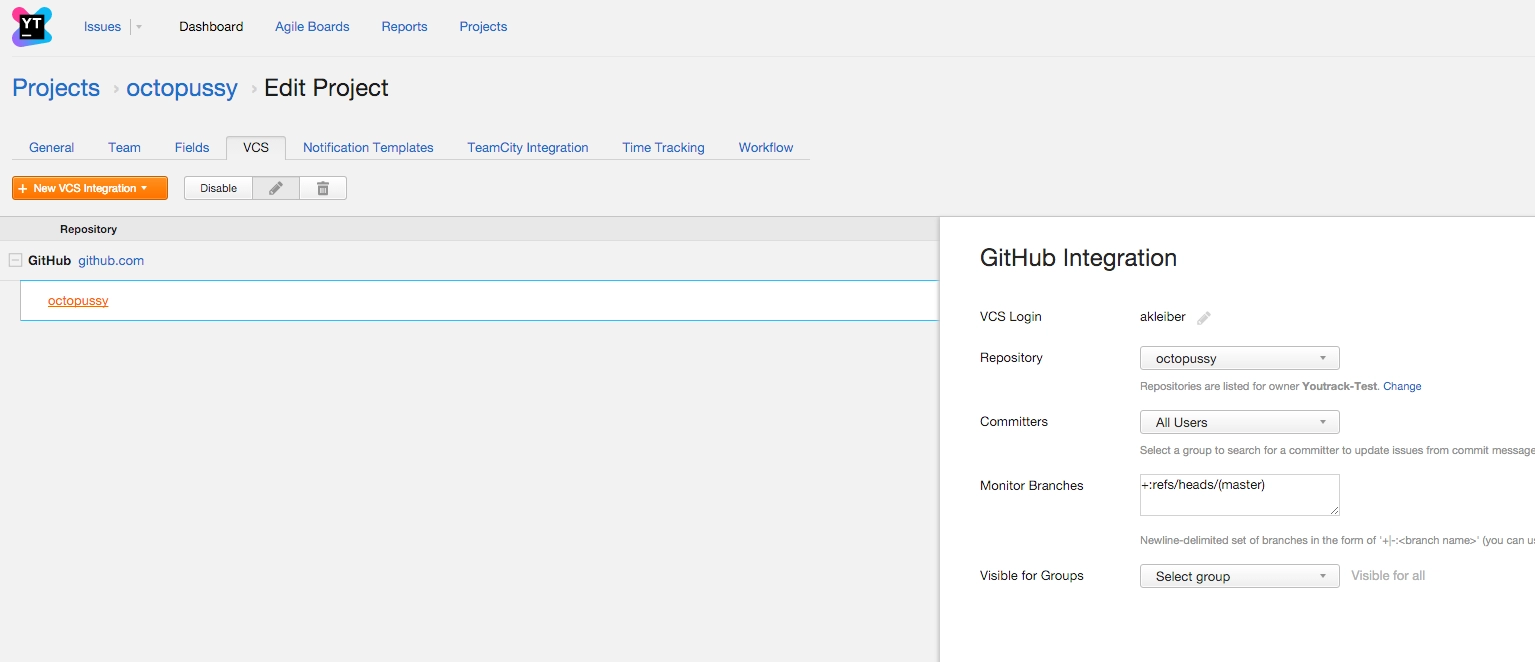 YT
Issues Dashboard Agile Boards Reports Projects
Projects › octopussy › Edit Project
General Team Fields VCS Notification Templates TeamCity Integration Time Tracking Workflow
+ New VCS Integration Disable
Repository
GitHub github.com
octopussy
GitHub Integration
VCS Login akleiber
Repository octopussy
Repositories are listed for owner Youtrack-Test. Change
Committers All Users
Select a group to search for a committer to update issues from commit message
Monitor Branches +:refs/heads/(master)
Newline-delimited set of branches in the form of '+|-:<branch name>' (you can us
Visible for Groups Select group Visible for all